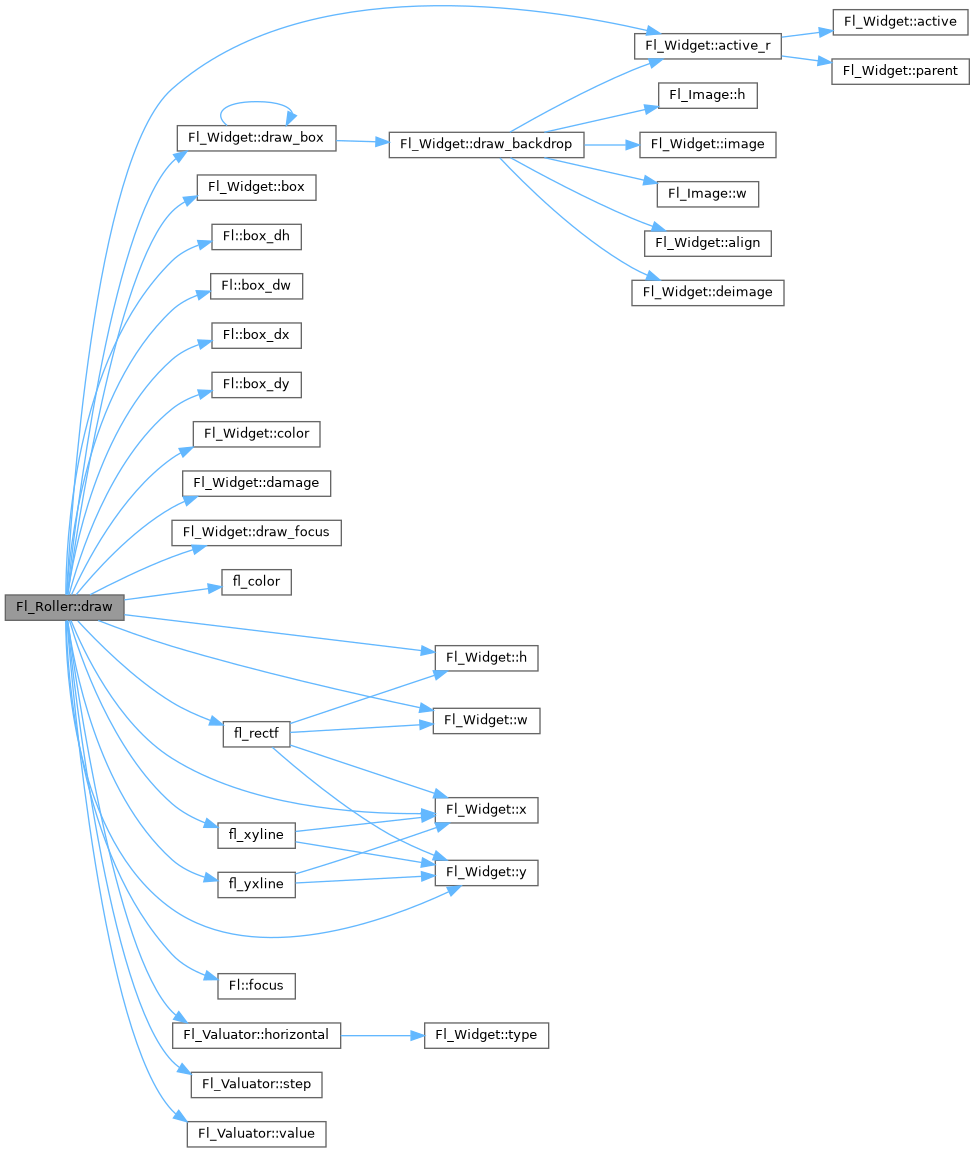 Fl_Roller::draw
Fl_Widget::active_r
Fl_Widget::active
Fl_Widget::parent
Fl_Widget::draw_box
Fl_Widget::draw_backdrop
Fl_Image::h
Fl_Widget::image
Fl_Image::w
Fl_Widget::align
Fl_Widget::deimage
Fl_Widget::box
Fl::box_dh
Fl::box_dw
Fl::box_dx
Fl::box_dy
Fl_Widget::color
Fl_Widget::damage
Fl_Widget::draw_focus
fl_color
Fl_Widget::h
Fl_Widget::w
fl_rectf
Fl_Widget::x
fl_xyline
Fl_Widget::y
fl_yxline
Fl::focus
Fl_Valuator::horizontal
Fl_Widget::type
Fl_Valuator::step
Fl_Valuator::value